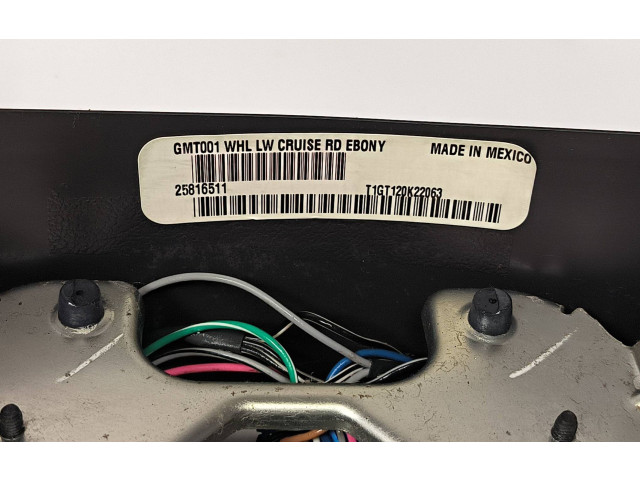 GMT001 WHL LW CRUISE RD EBONY MADE IN MEXICO
25816511 T1GT120K22063